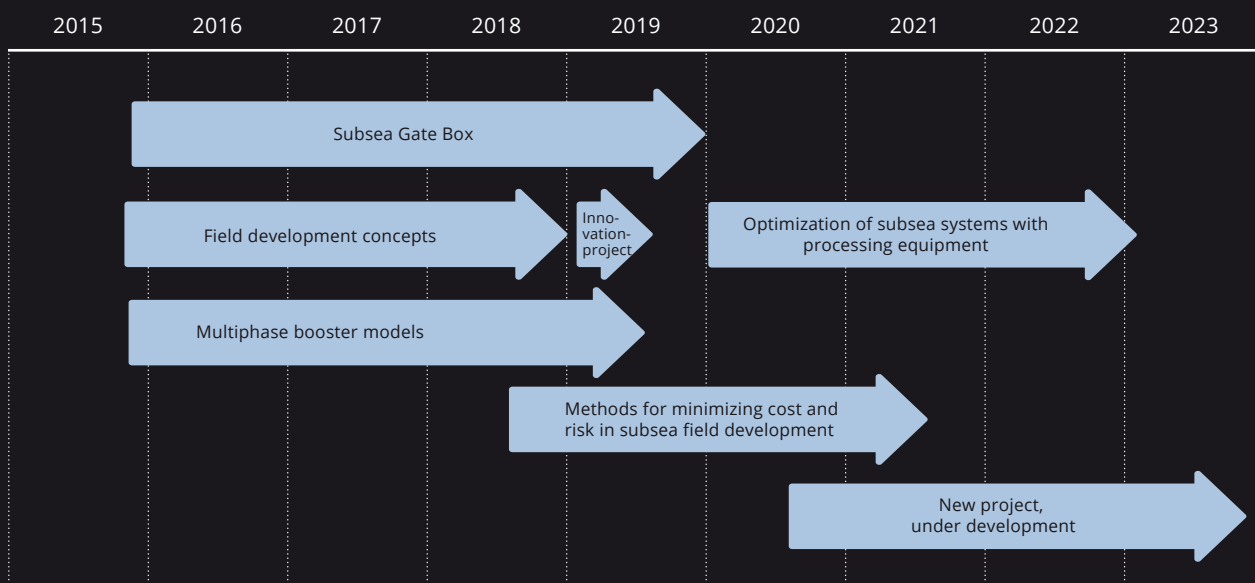 2015 2016 2017 2018 2019 2020 2021 2022 2023
Subsea Gate Box
Field development concepts
Inno-
vation-
project
Optimization of subsea systems with
processing equipment
Multiphase booster models
Methods for minimizing cost and
risk in subsea field development
New project,
under development